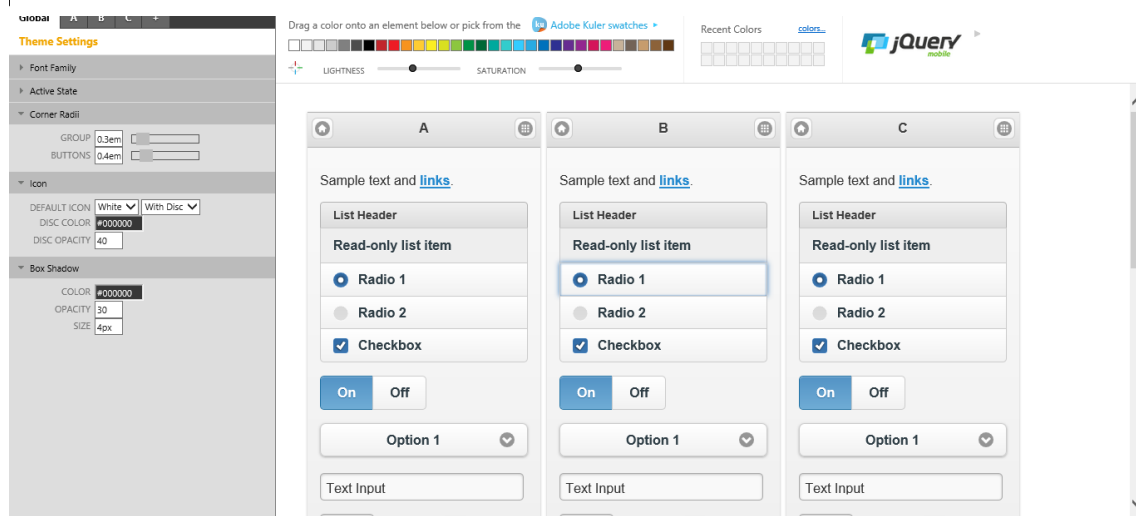 Global A B C +
Theme Settings
Font Family
Active State
Corner Radii
GROUP 0.3em
BUTTONS 0.4em
Icon
DEFAULT ICON White With Disc
DISC COLOR #000000
DISC OPACITY 40
Box Shadow
COLOR #000000
OPACITY 30
SIZE 4px
Drag a color onto an element below or pick from the ku Adobe Kuler swatches
LIGHTNESS SATURATION
Recent Colors colors...
jQuery
mobile
A
Sample text and links.
List Header
Read-only list item
Radio 1
Radio 2
Checkbox
On Off
Option 1
Text Input
B
Sample text and links.
List Header
Read-only list item
Radio 1
Radio 2
Checkbox
On Off
Option 1
Text Input
C
Sample text and links.
List Header
Read-only list item
Radio 1
Radio 2
Checkbox
On Off
Option 1
Text Input